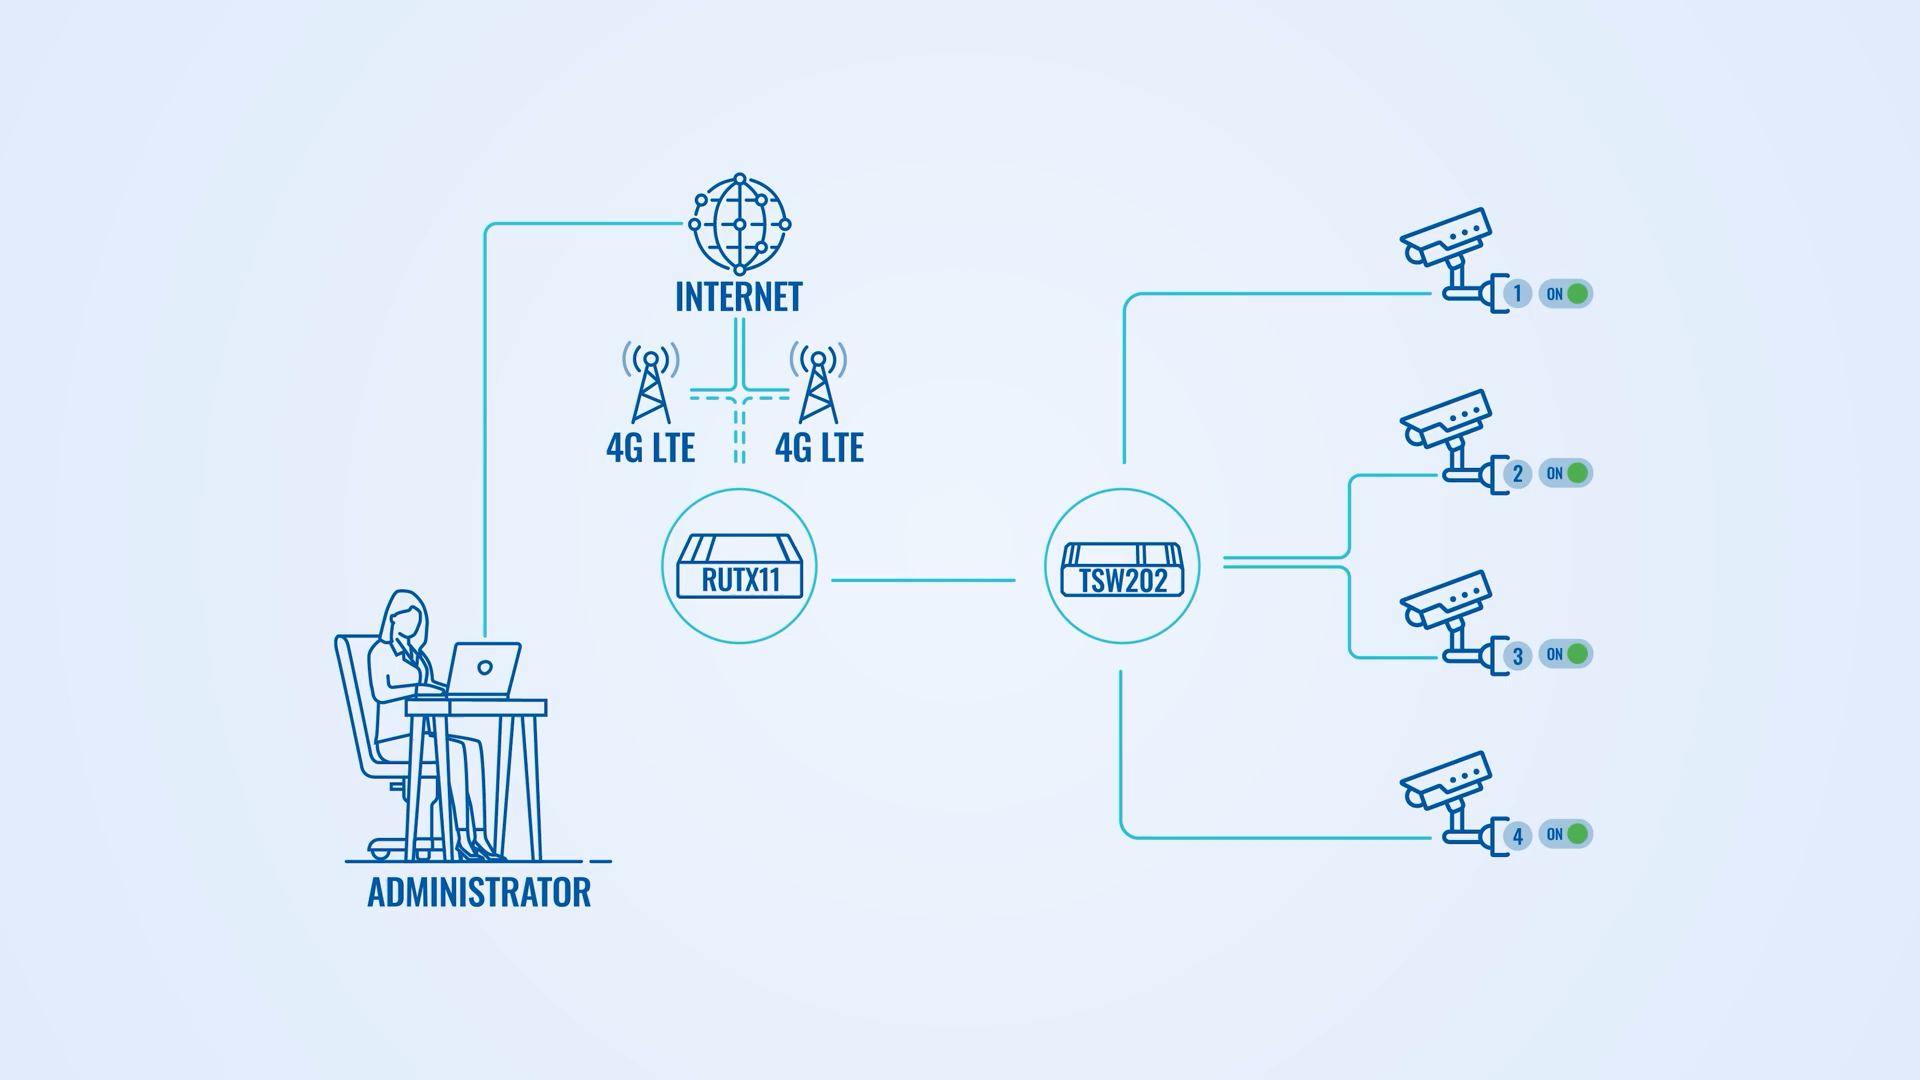 INTERNET
4G LTE
4G LTE
RUTX11
TSW202
ADMINISTRATOR
1 ON
2 ON
3 ON
4 ON